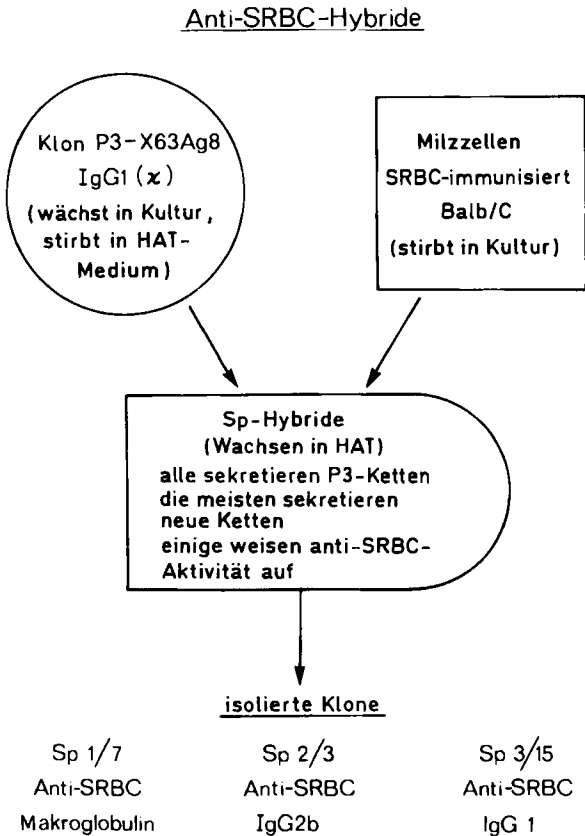 Anti-SRBC-Hybride
Klon P3-X63Ag8
IgG1 (ϰ)
(wächst in Kultur,
stirbt in HAT-
Medium)
Milzzellen
SRBC-immunisiert
Balb/C
(stirbt in Kultur)
Sp-Hybride
(Wachsen in HAT)
alle sekretieren P3-Ketten
die meisten sekretieren
neue Ketten
einige weisen anti-SRBC-
Aktivität auf
isolierte Klone
Sp 1/7
Anti-SRBC
Makroglobulin
Sp 2/3
Anti-SRBC
IgG2b
Sp 3/15
Anti-SRBC
IgG 1